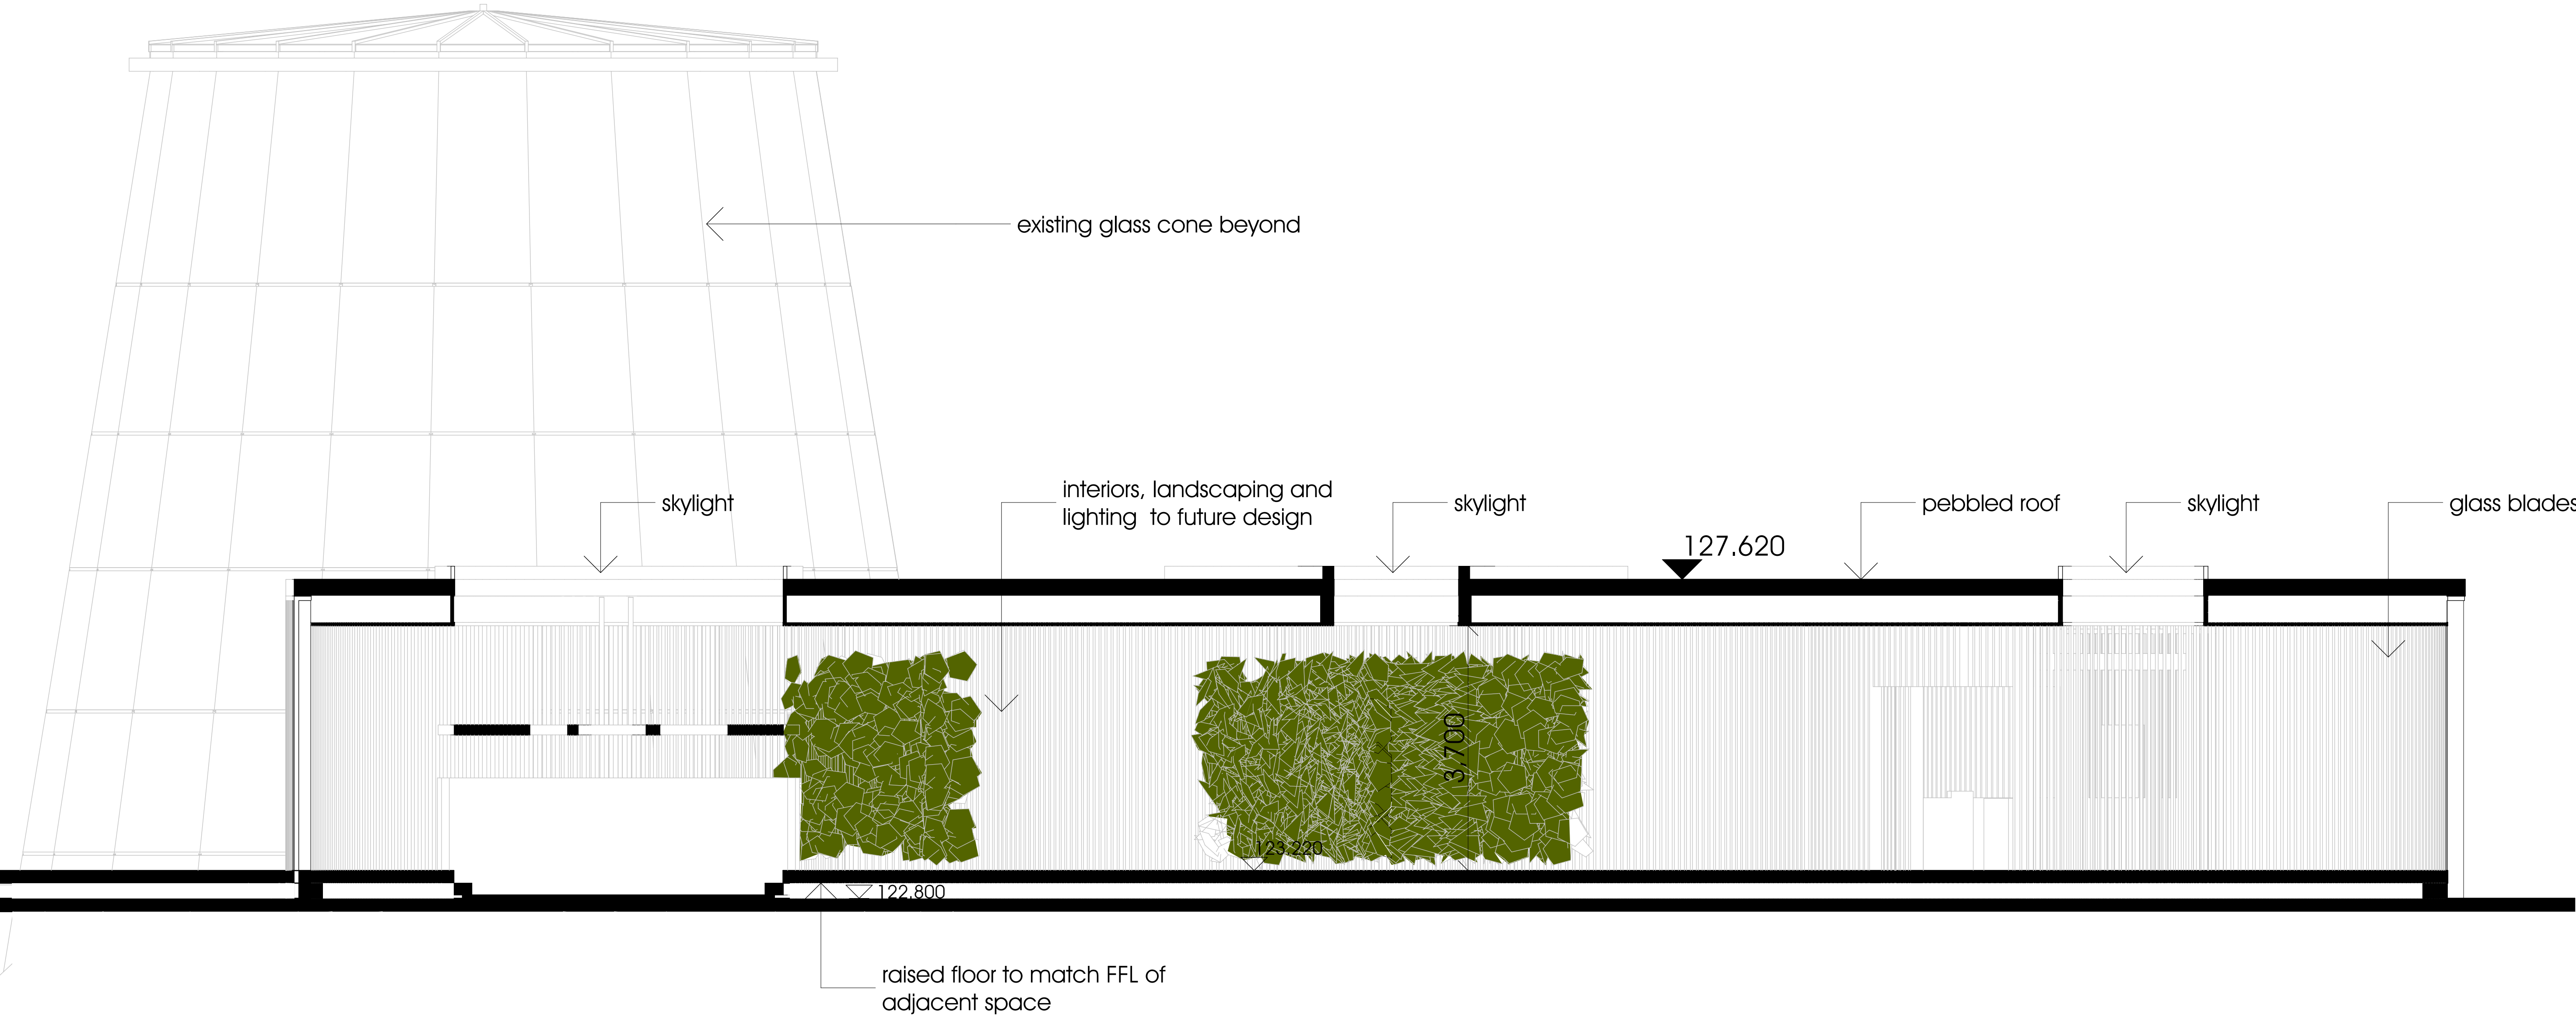 existing glass cone beyond
skylight
interiors, landscaping and
lighting to future design
skylight
pebbled roof
skylight
glass blades
127.620
3,700
123.220
122.800
raised floor to match FFL of
adjacent space